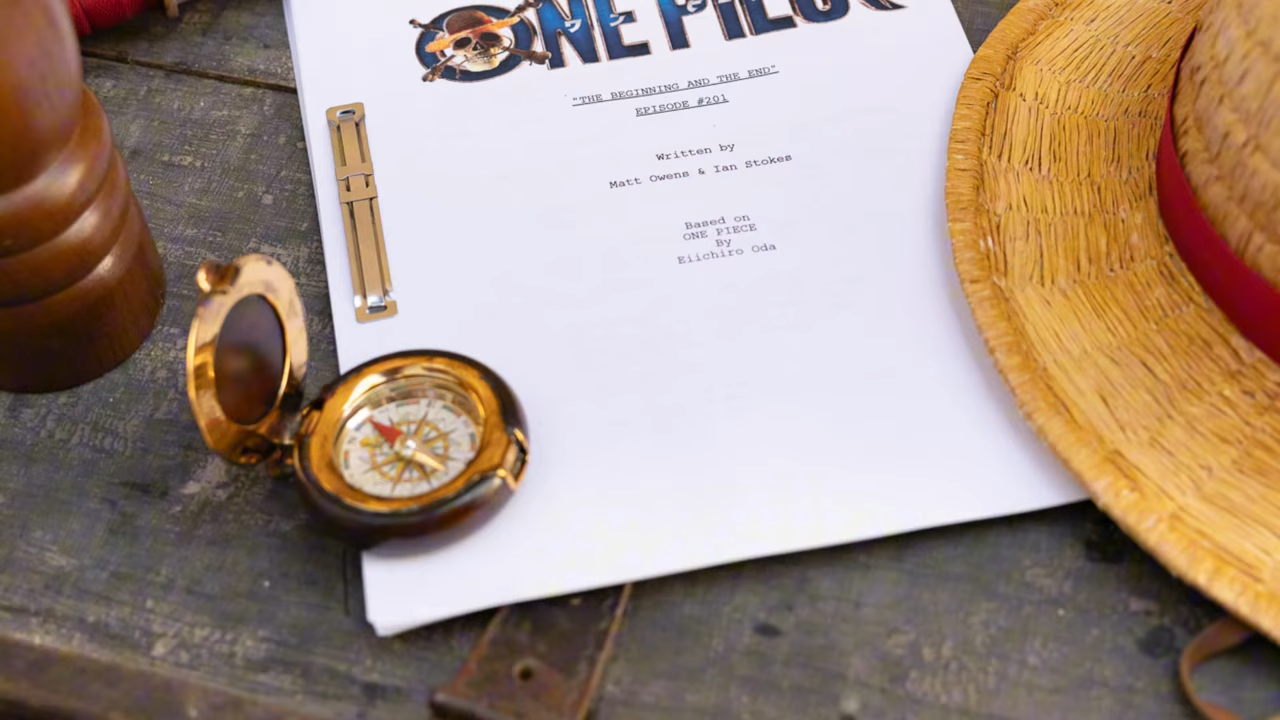 ONE PIECE
"THE BEGINNING AND THE END"
EPISODE #201
Written by
Matt Owens & Ian Stokes
Based on
ONE PIECE
By
Eiichiro Oda